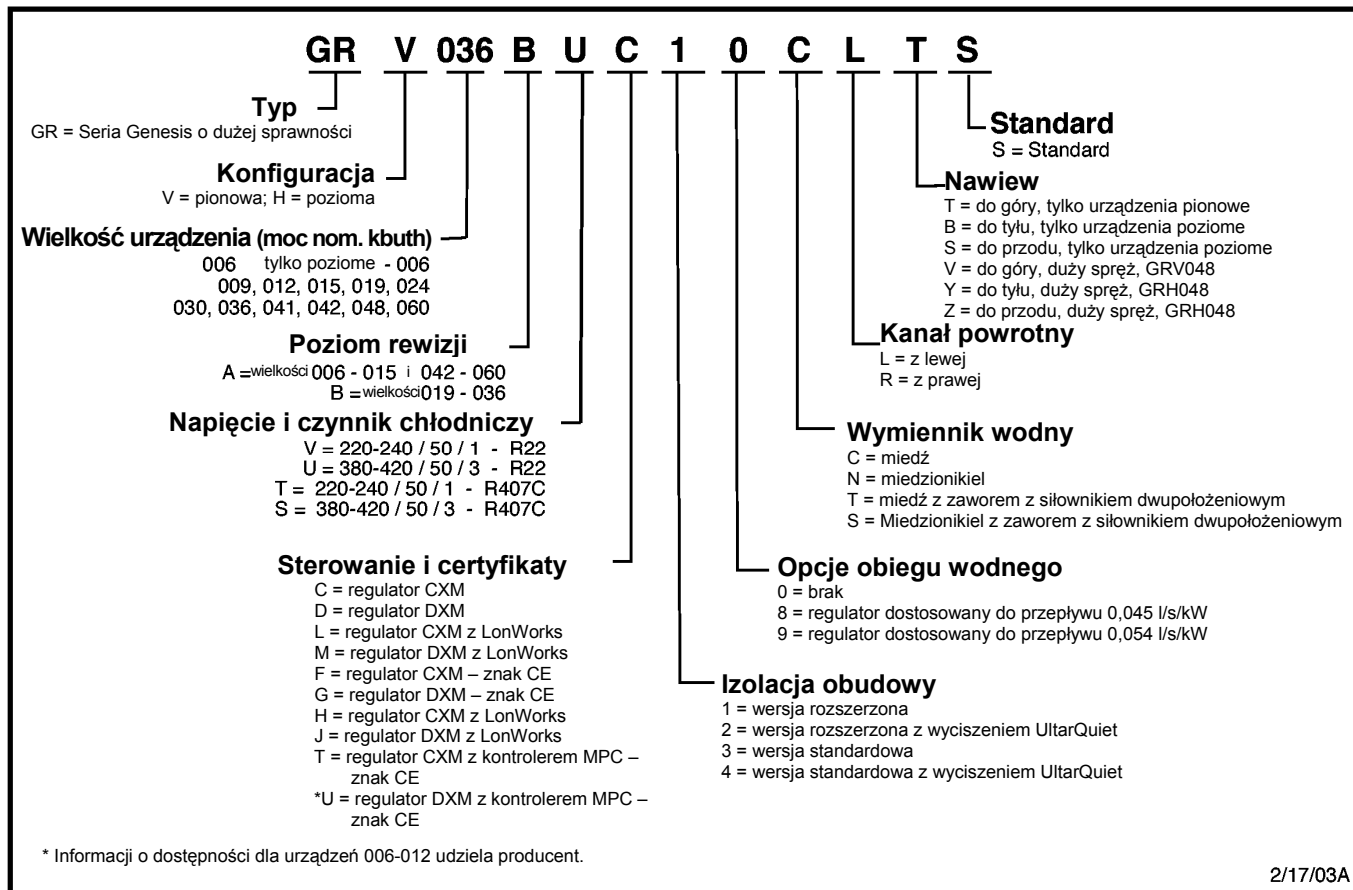 GR V 036 B U C 1 0 C L T S
Typ
GR = Seria Genesis o dużej sprawności
Konfiguracja
V = pionowa; H = pozioma
Wielkość urządzenia (moc nom. kbuth)
006 tylko poziome - 006
009, 012, 015, 019, 024
030, 036, 041, 042, 048, 060
Poziom rewizji
A =wielkości 006 - 015 i 042 - 060
B =wielkości 019 - 036
Napięcie i czynnik chłodniczy
V = 220-240 / 50 / 1 - R22
U = 380-420 / 50 / 3 - R22
T = 220-240 / 50 / 1 - R407C
S = 380-420 / 50 / 3 - R407C
Sterowanie i certyfikaty
C = regulator CXM
D = regulator DXM
L = regulator CXM z LonWorks
M = regulator DXM z LonWorks
F = regulator CXM – znak CE
G = regulator DXM – znak CE
H = regulator CXM z LonWorks
J = regulator DXM z LonWorks
T = regulator CXM z kontrolerem MPC –
znak CE
*U = regulator DXM z kontrolerem MPC –
znak CE
Standard
S = Standard
Nawiew
T = do góry, tylko urządzenia pionowe
B = do tyłu, tylko urządzenia poziome
S = do przodu, tylko urządzenia poziome
V = do góry, duży spręż, GRV048
Y = do tyłu, duży spręż, GRH048
Z = do przodu, duży spręż, GRH048
Kanał powrotny
L = z lewej
R = z prawej
Wymiennik wodny
C = miedź
N = miedzionikiel
T = miedź z zaworem z siłownikiem dwupołożeniowym
S = Miedzionikiel z zaworem z siłownikiem dwupołożeniowym
Opcje obiegu wodnego
0 = brak
8 = regulator dostosowany do przepływu 0,045 l/s/kW
9 = regulator dostosowany do przepływu 0,054 l/s/kW
Izolacja obudowy
1 = wersja rozszerzona
2 = wersja rozszerzona z wyciszeniem UltarQuiet
3 = wersja standardowa
4 = wersja standardowa z wyciszeniem UltarQuiet
* Informacji o dostępności dla urządzeń 006-012 udziela producent.
2/17/03A